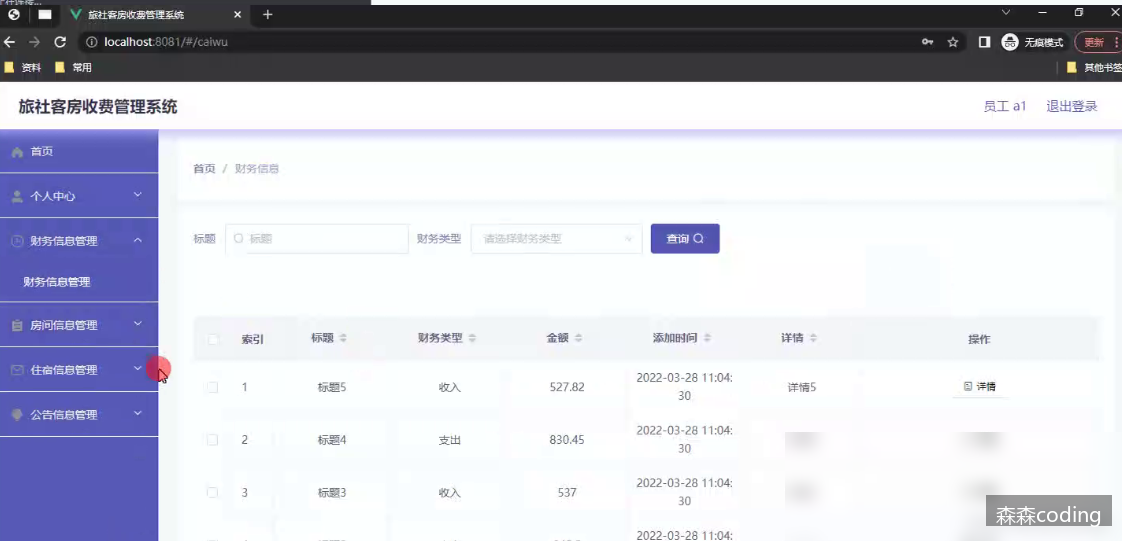 旅社客房收费管理系统
localhost:8081/#/caiwu
无痕模式
更新
资料
常用
其他书签
旅社客房收费管理系统
员工 a1
退出登录
首页
个人中心
财务信息管理
财务信息管理
房间信息管理
住宿信息管理
公告信息管理
首页 / 财务信息
标题 标题 财务类型 请选择财务类型 查询
索引 标题 财务类型 金额 添加时间 详情 操作
1 标题5 收入 527.82 2022-03-28 11:04:30 详情5 详情
2 标题4 支出 830.45 2022-03-28 11:04:30
3 标题3 收入 537 2022-03-28 11:04:30
2022-03-28 11:04:
森森coding